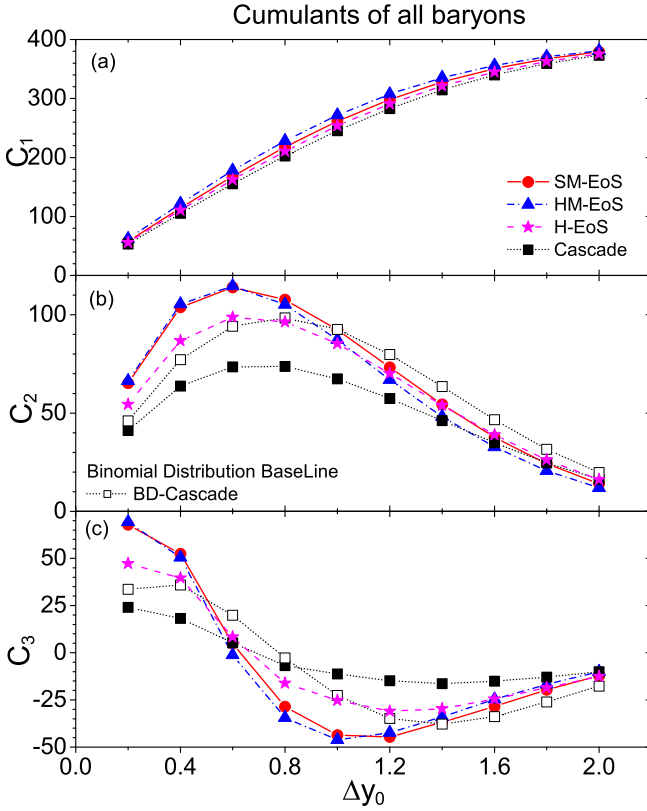 Cumulants of all baryons
400
(a)
300
C1
200
SM-EoS
HM-EoS
100
H-EoS
Cascade
0
(b)
100
C2
50
Binomial Distribution BaseLine
BD-Cascade
0
(c)
50
25
C3
0
-25
-50
0.0 0.4 0.8 1.2 1.6 2.0
Δy0